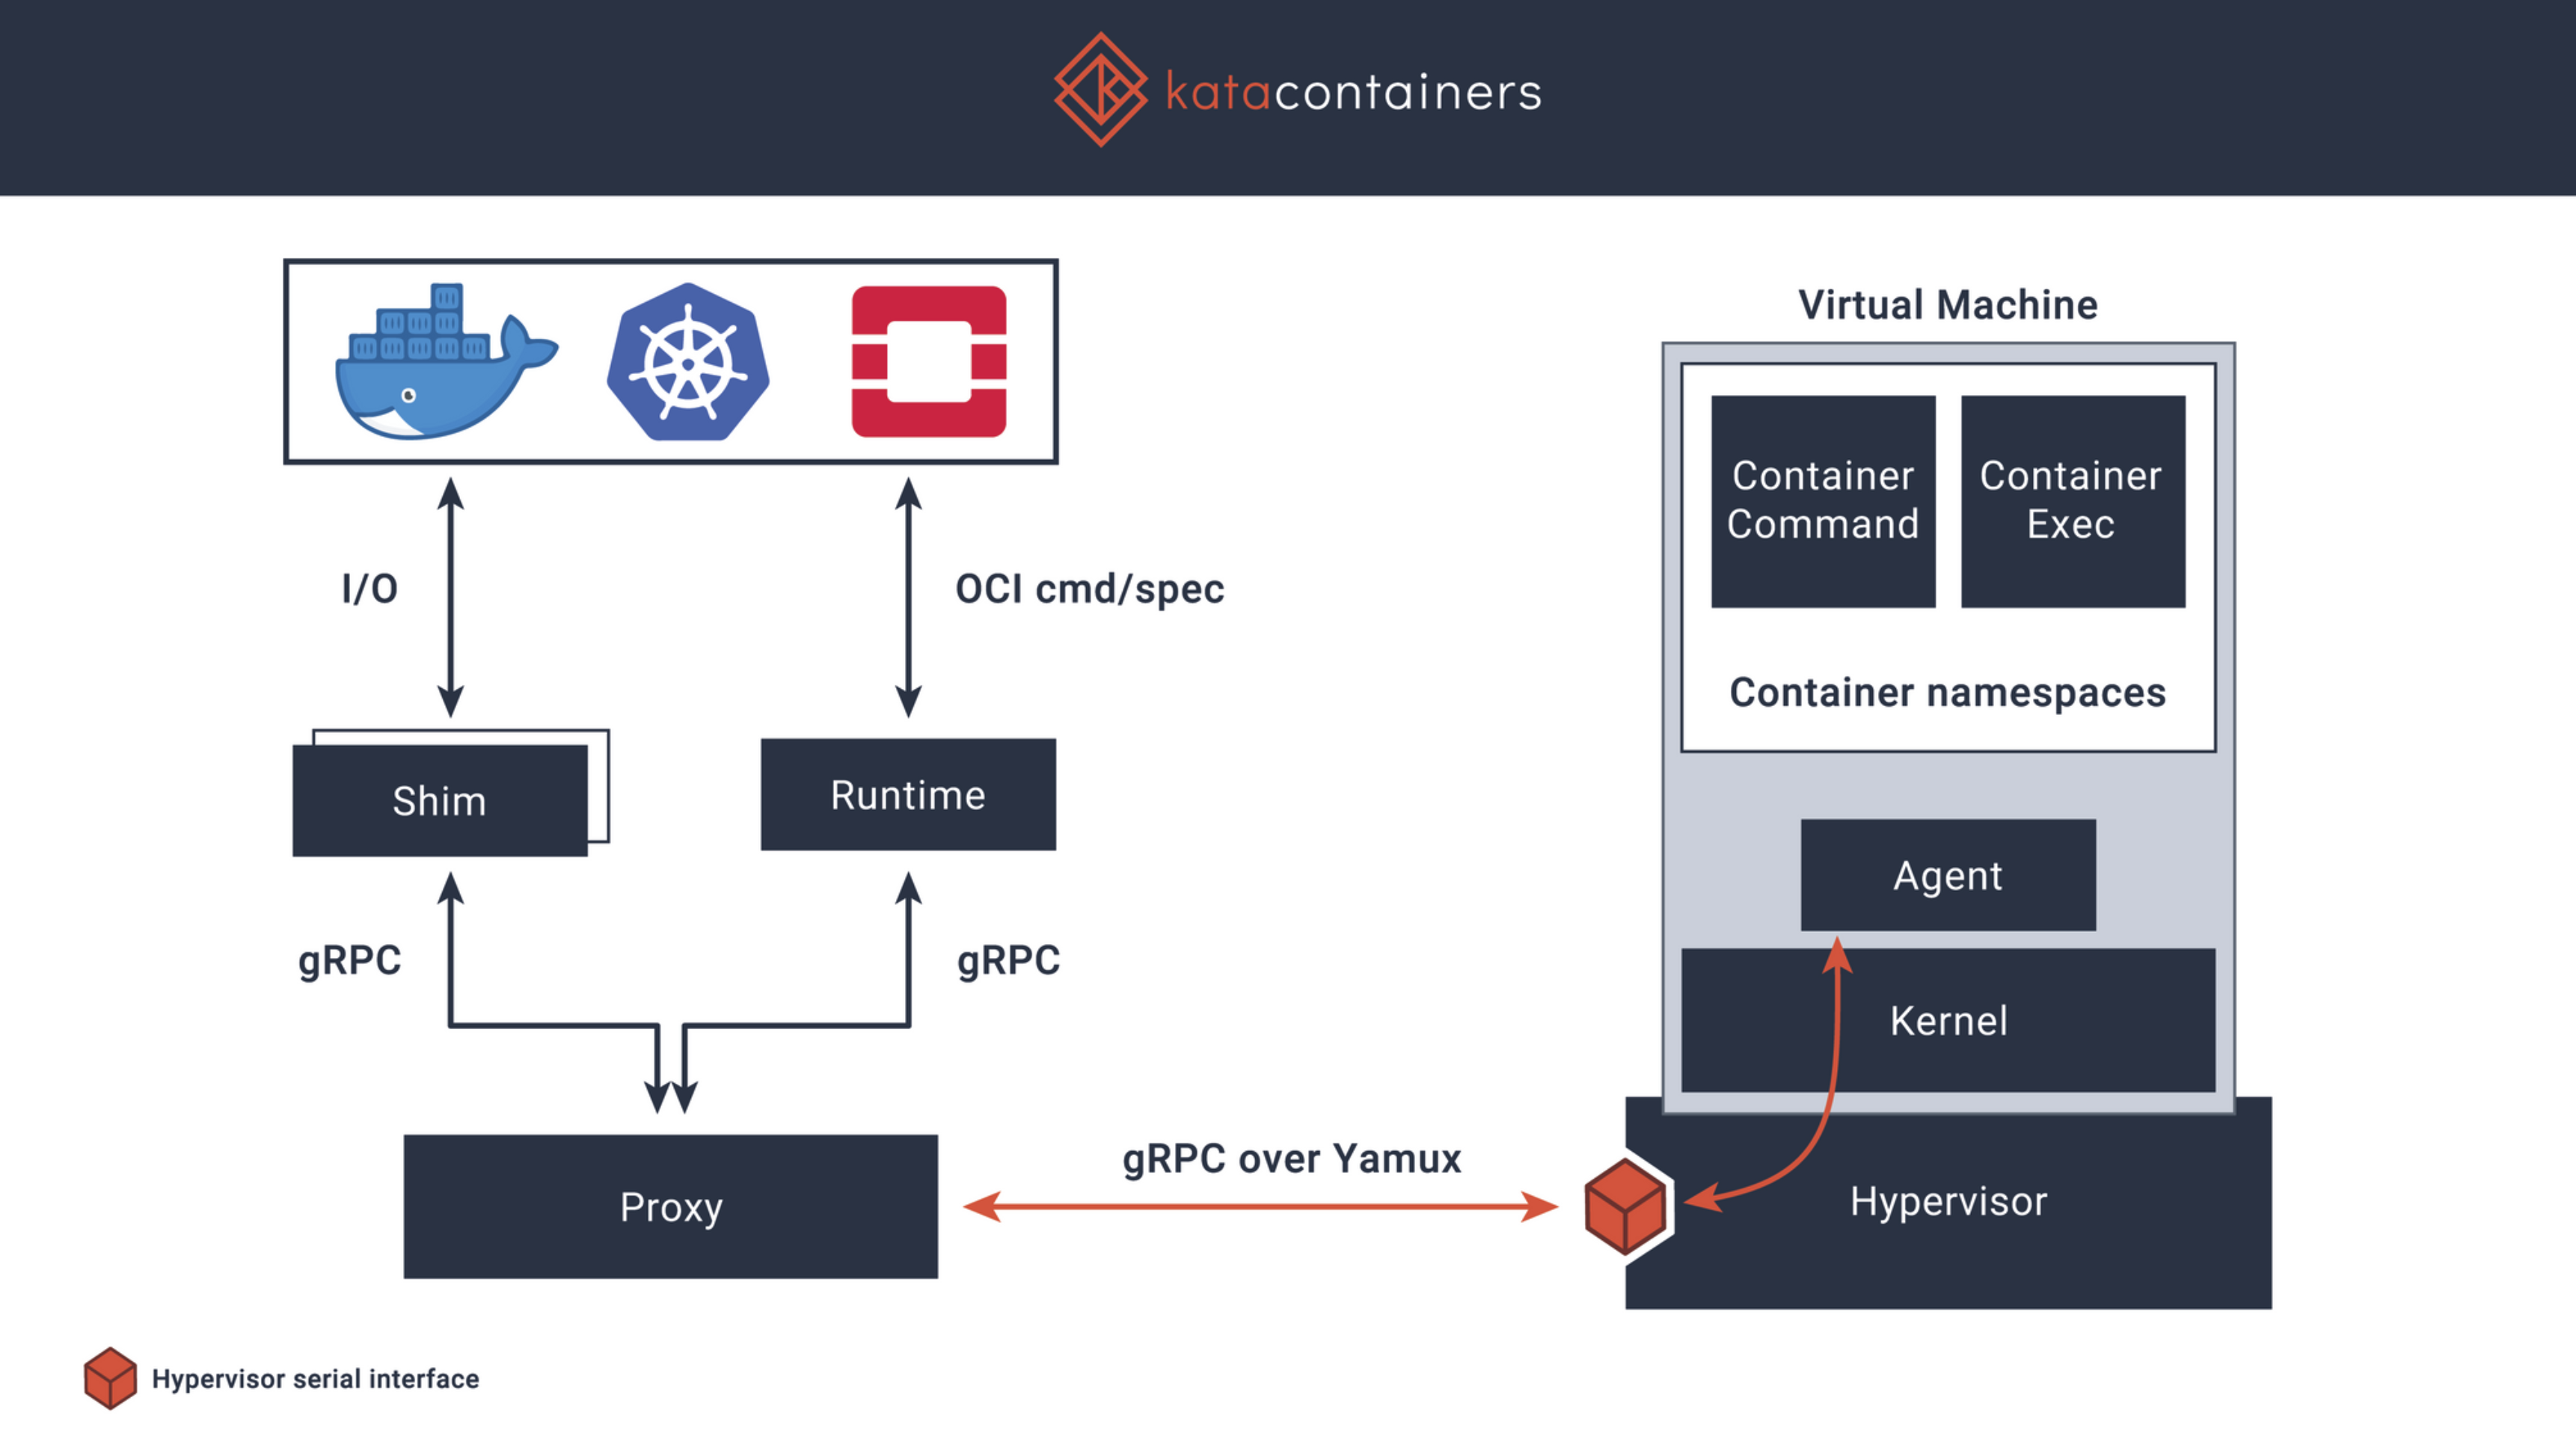 katacontainers
Virtual Machine
Container
Command
Container
Exec
I/O
OCI cmd/spec
Container namespaces
Shim
Runtime
Agent
gRPC
gRPC
Kernel
gRPC over Yamux
Proxy
Hypervisor
Hypervisor serial interface